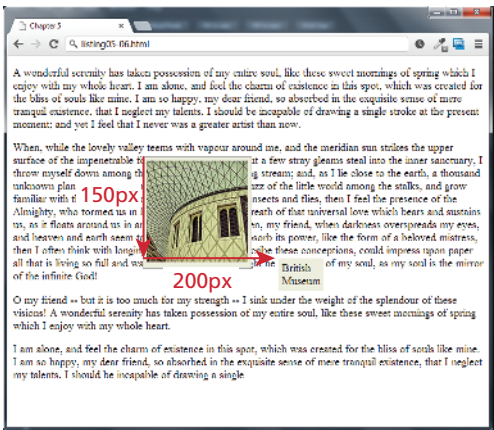 Chapter 5
listing05-06.html
A wonderful serenity has taken possession of my entire soul, like these sweet mornings of spring which I
enjoy with my whole heart. I am alone, and feel the charm of existence in this spot, which was created for
the bliss of souls like mine. I am so happy, my dear friend, so absorbed in the exquisite sense of mere
tranquil existence, that I neglect my talents. I should be incapable of drawing a single stroke at the present
moment; and yet I feel that I never was a greater artist than now.
When, while the lovely valley teems with vapour around me, and the meridian sun strikes the upper
surface of the impenetrable a few stray gleams steal into the inner sanctuary, I
throw myself down among stream; and, as I lie close to the earth, a thousand
unknown of the little world among the stalks, and grow
familiar with insects and flies, then I feel the presence of the
Almighty, who formed us in of that universal love which bears and sustains
us, as it floats around us in my friend, when darkness overspreads my eyes,
and heaven and earth seem its power, like the form of a beloved mistress,
then I often think with these conceptions, could impress upon paper
all that is living so full and of my soul, as my soul is the mirror
of the infinite God!
150px
200px
British
Museum
O my friend -- but it is too much for my strength -- I sink under the weight of the splendour of these
visions! A wonderful serenity has taken possession of my entire soul, like these sweet mornings of spring
which I enjoy with my whole heart.
I am alone, and feel the charm of existence in this spot, which was created for the bliss of souls like mine.
I am so happy, my dear friend, so absorbed in the exquisite sense of mere tranquil existence, that I neglect
my talents. I should be incapable of drawing a single